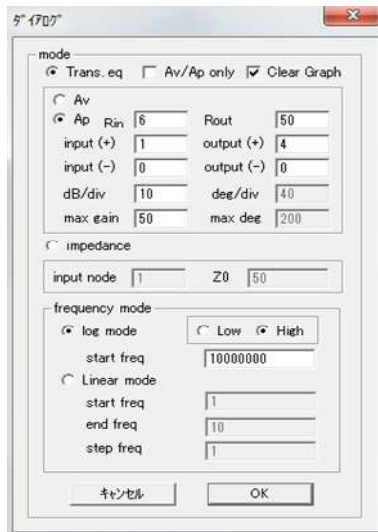 ダイアログ
mode
Trans. eq Av/Ap only Clear Graph
Av
Ap Rin 6 Rout 50
input (+) 1 output (+) 4
input (-) 0 output (-) 0
dB/div 10 deg/div 40
max gain 50 max deg 200
impedance
input node 1 Z0 50
frequency mode
log mode Low High
start freq 10000000
Linear mode
start freq 1
end freq 10
step freq 1
キャンセル OK